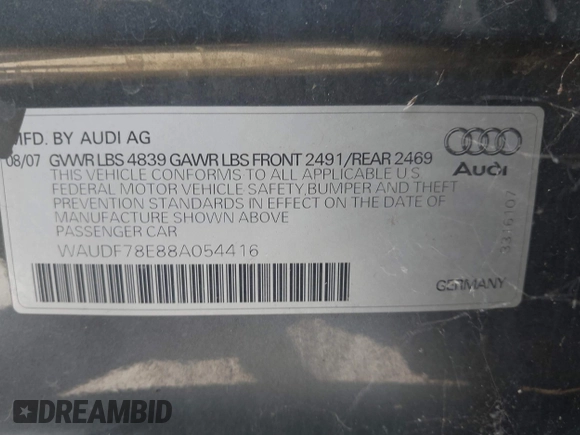 MFD. BY AUDI AG
08/07 GVWR LBS 4839 GAWR LBS FRONT 2491/REAR 2469
THIS VEHICLE CONFORMS TO ALL APPLICABLE U.S.
FEDERAL MOTOR VEHICLE SAFETY,BUMPER AND THEFT
PREVENTION STANDARDS IN EFFECT ON THE DATE OF
MANUFACTURE SHOWN ABOVE
PASSENGER CAR
WAUDF78E88A054416
Audi
3316107
GERMANY
DREAMBID